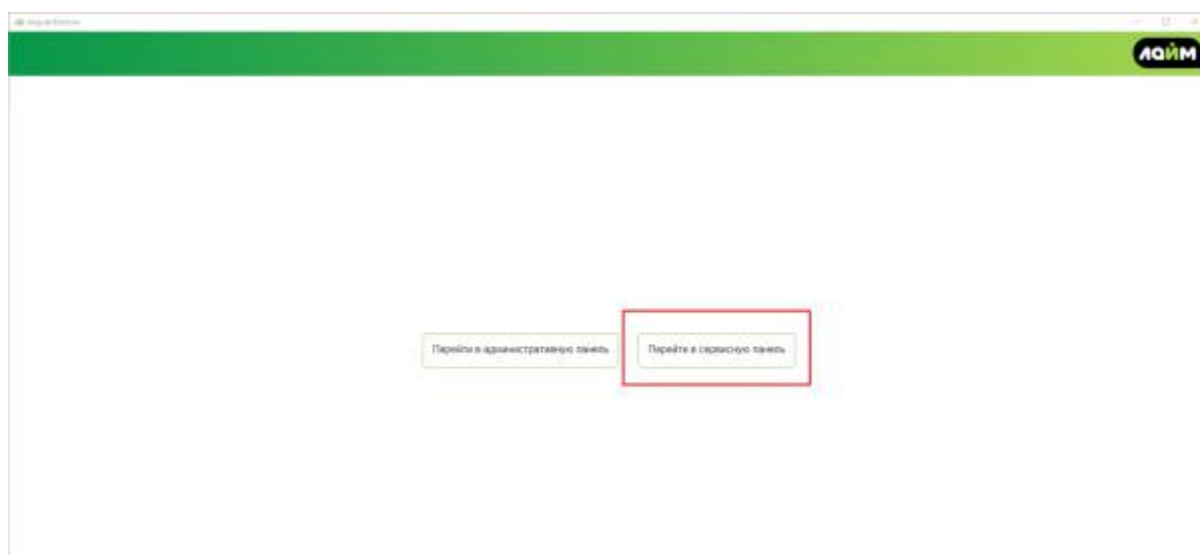 лайм
Перейти в административную панель
Перейти в сервисную панель